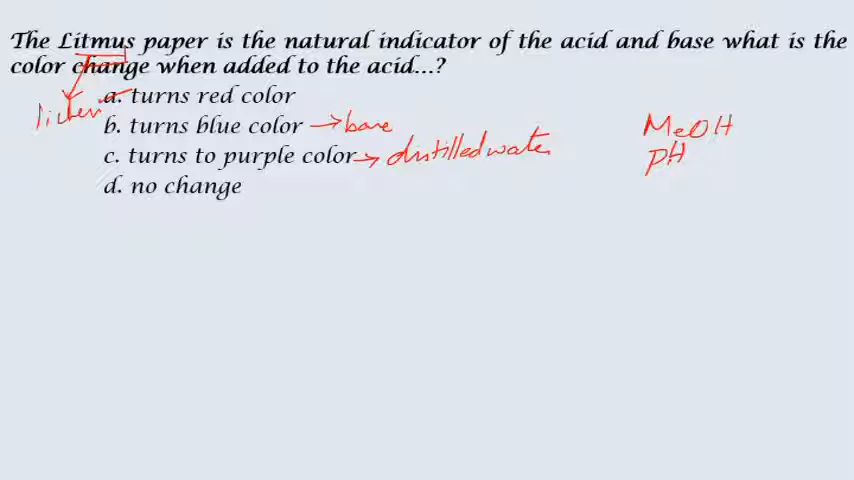 The Litmus paper is the natural indicator of the acid and base what is the
color change when added to the acid...?
lichen a. turns red color
b. turns blue color → base
c. turns to purple color → distilled water
d. no change
MeOH
pH